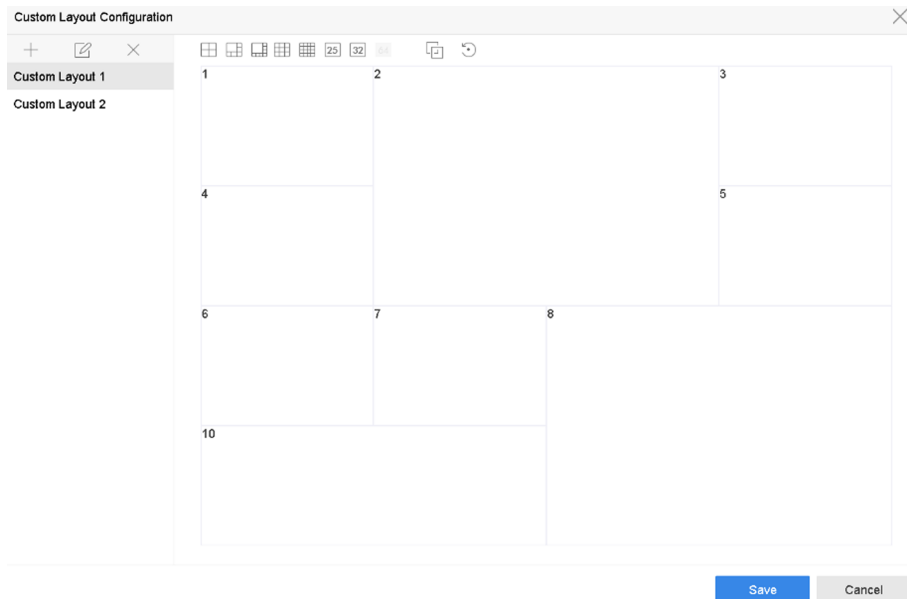 Custom Layout Configuration
25 32 64
Custom Layout 1
Custom Layout 2
1 2 3
4 5
6 7 8
10
Save Cancel